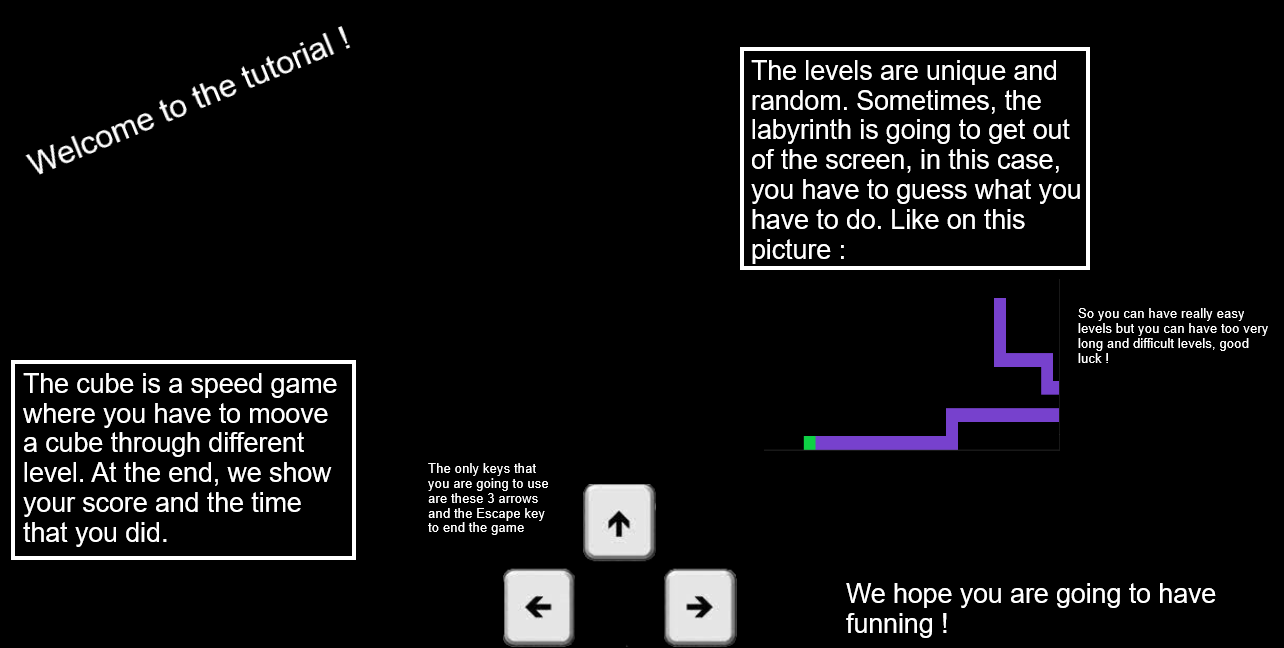 Welcome to the tutorial !
The levels are unique and
random. Sometimes, the
labyrinth is going to get out
of the screen, in this case,
you have to guess what you
have to do. Like on this
picture :
So you can have really easy
levels but you can have too very
long and difficult levels, good
luck !
The cube is a speed game
where you have to moove
a cube through different
level. At the end, we show
your score and the time
that you did.
The only keys that
you are going to use
are these 3 arrows
and the Escape key
to end the game
We hope you are going to have
funning !